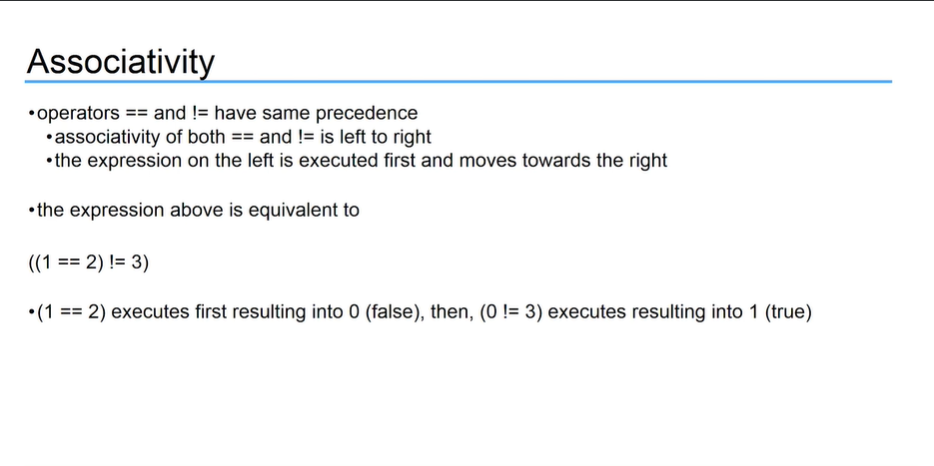 Associativity
•operators == and != have same precedence
•associativity of both == and != is left to right
•the expression on the left is executed first and moves towards the right
•the expression above is equivalent to
((1 == 2) != 3)
•(1 == 2) executes first resulting into 0 (false), then, (0 != 3) executes resulting into 1 (true)